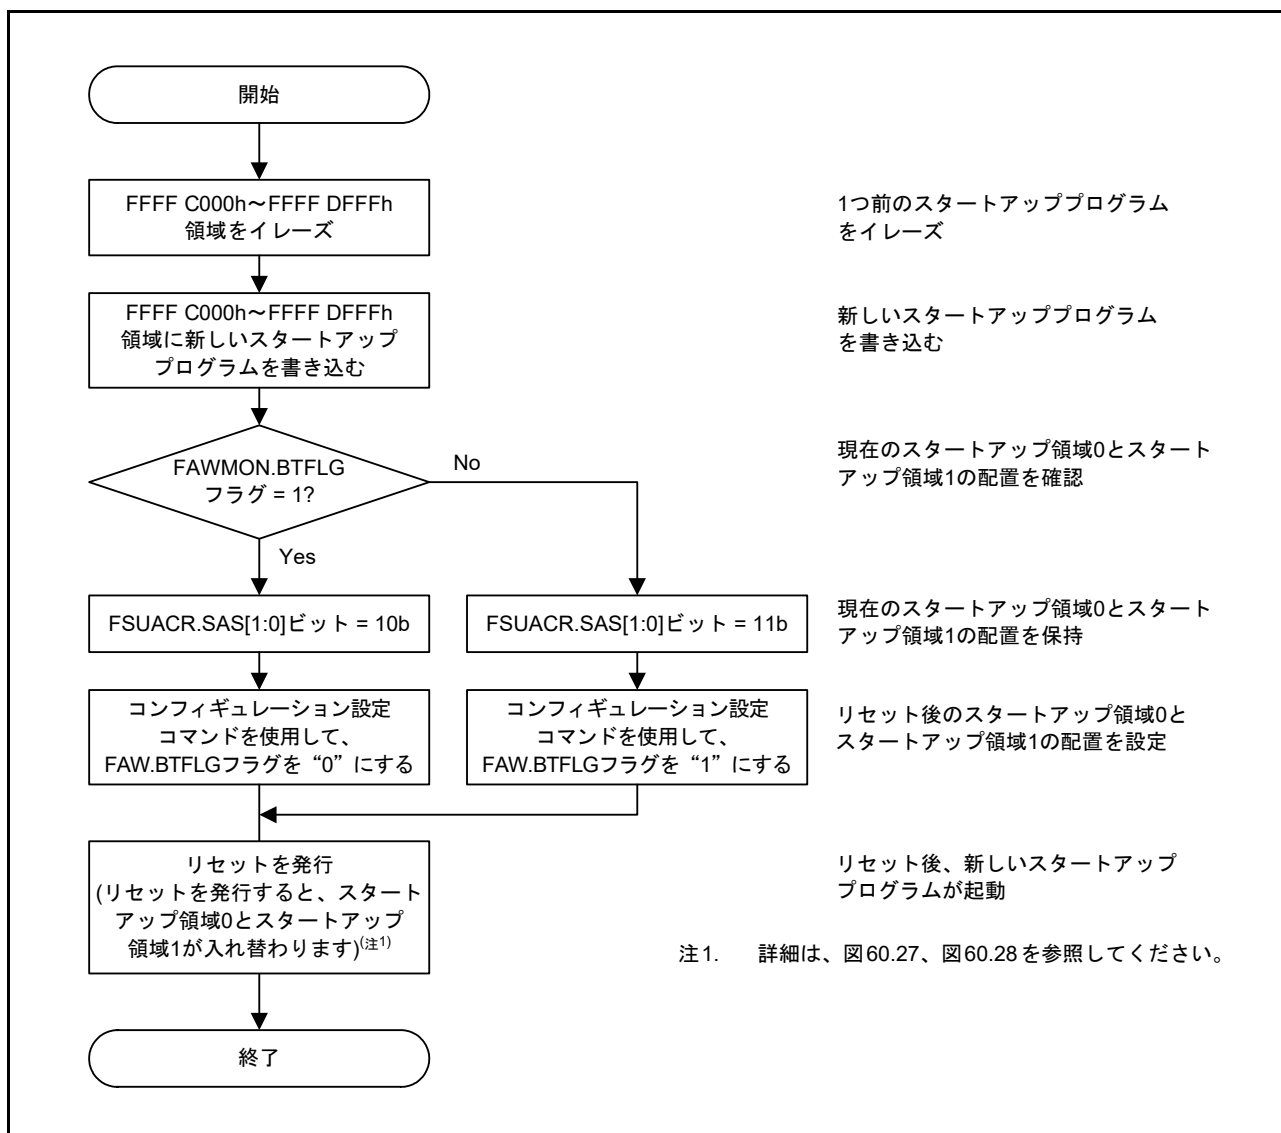 開始
FFFF C000h～FFFF DFFFh
領域をイレーズ
1つ前のスタートアッププログラム
をイレーズ
FFFF C000h～FFFF DFFFh
領域に新しいスタートアップ
プログラムを書き込む
新しいスタートアッププログラム
を書き込む
FAWMON.BTFLG
フラグ = 1?
No
Yes
現在のスタートアップ領域0とスタート
アップ領域1の配置を確認
FSUACR.SAS[1:0]ビット = 10b
FSUACR.SAS[1:0]ビット = 11b
現在のスタートアップ領域0とスタート
アップ領域1の配置を保持
コンフィギュレーション設定
コマンドを使用して、
FAW.BTFLGフラグを“0”にする
コンフィギュレーション設定
コマンドを使用して、
FAW.BTFLGフラグを“1”にする
リセット後のスタートアップ領域0と
スタートアップ領域1の配置を設定
リセットを発行
(リセットを発行すると、スタート
アップ領域0とスタートアップ
領域1が入れ替わります)(注1)
リセット後、新しいスタートアップ
プログラムが起動
注1. 詳細は、図60.27、図60.28を参照してください。
終了